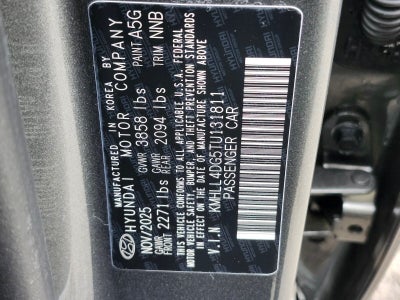 MANUFACTURED IN KOREA BY
HYUNDAI MOTOR COMPANY
NOV/2025 GVWR 3858 lbs PAINT A5G
GAWR FRONT 2271 lbs GAWR REAR 2094 lbs TRIM NNB
THIS VEHICLE CONFORMS TO ALL APPLICABLE U.S.A. FEDERAL
MOTOR VEHICLE SAFETY, BUMPER, AND THEFT PREVENTION STANDARDS
IN EFFECT ON THE DATE OF MANUFACTURE SHOWN ABOVE.
V.I.N KMHLL4DG5TU131811
PASSENGER CAR